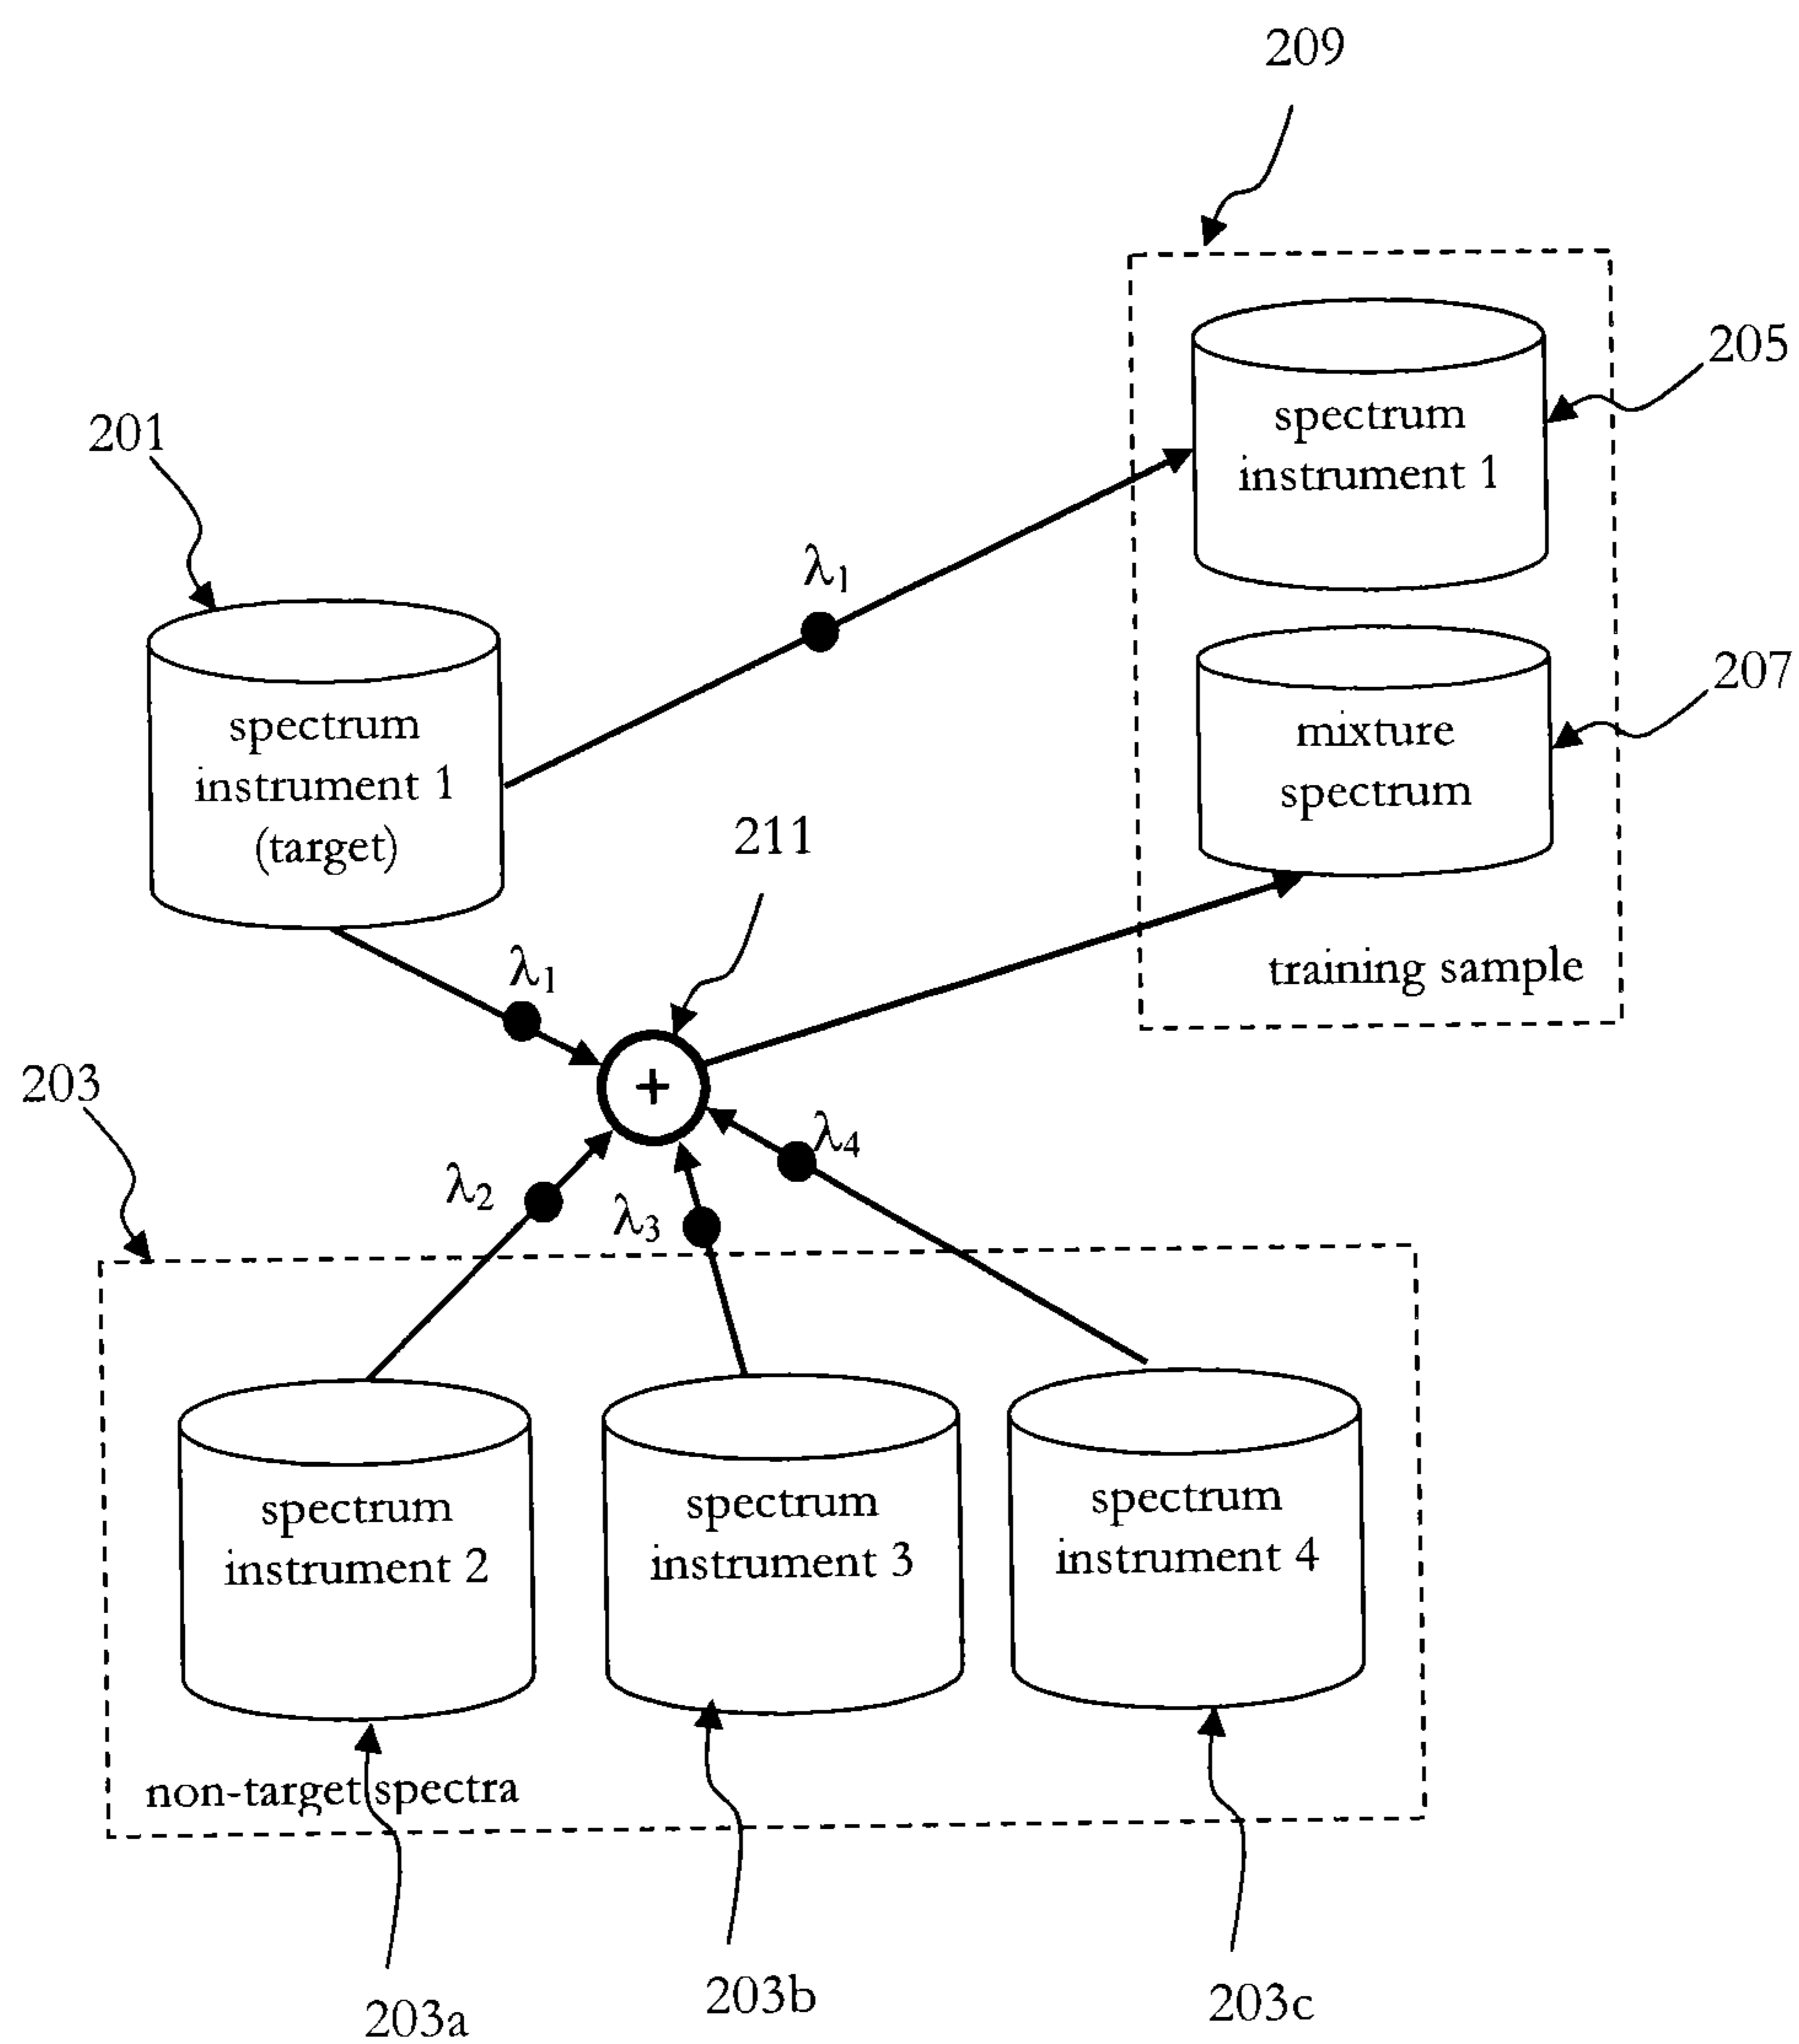 209
spectrum
instrument 1
205
201
λ1
spectrum
instrument 1
(target)
mixture
spectrum
207
211
training sample
λ1
+
203
λ4
λ2
λ3
spectrum
instrument 2
spectrum
instrument 3
spectrum
instrument 4
non-target spectra
203a
203b
203c